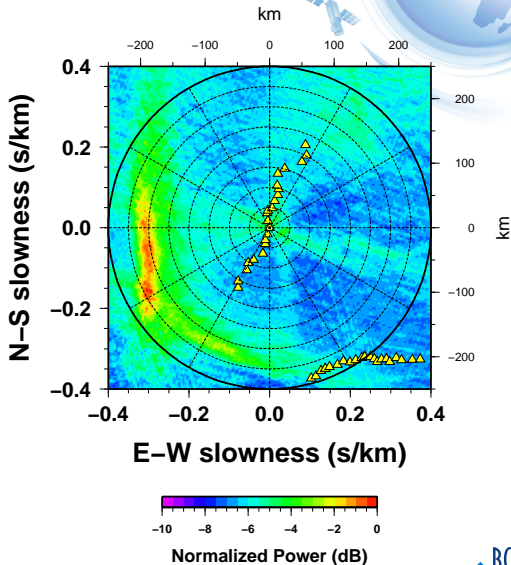 km
−200 −100 0 100 200
0.4
0.2
0.0
−0.2
−0.4
N−S slowness (s/km)
200
100
0
−100
−200
km
−0.4 −0.2 0.0 0.2 0.4
E−W slowness (s/km)
−10 −8 −6 −4 −2 0
Normalized Power (dB)